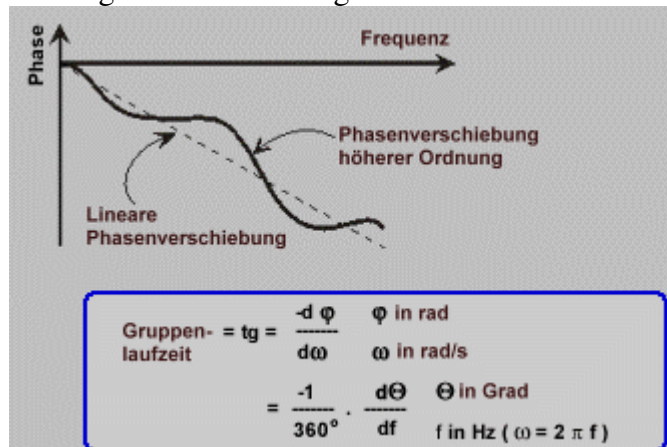 Frequenz
Phase
Phasenverschiebung
höherer Ordnung
Lineare
Phasenverschiebung
Gruppen-
laufzeit = tg = -d φ / dω φ in rad
ω in rad/s
= -1 / 360° · dΘ / df Θ in Grad
f in Hz ( ω = 2 π f )